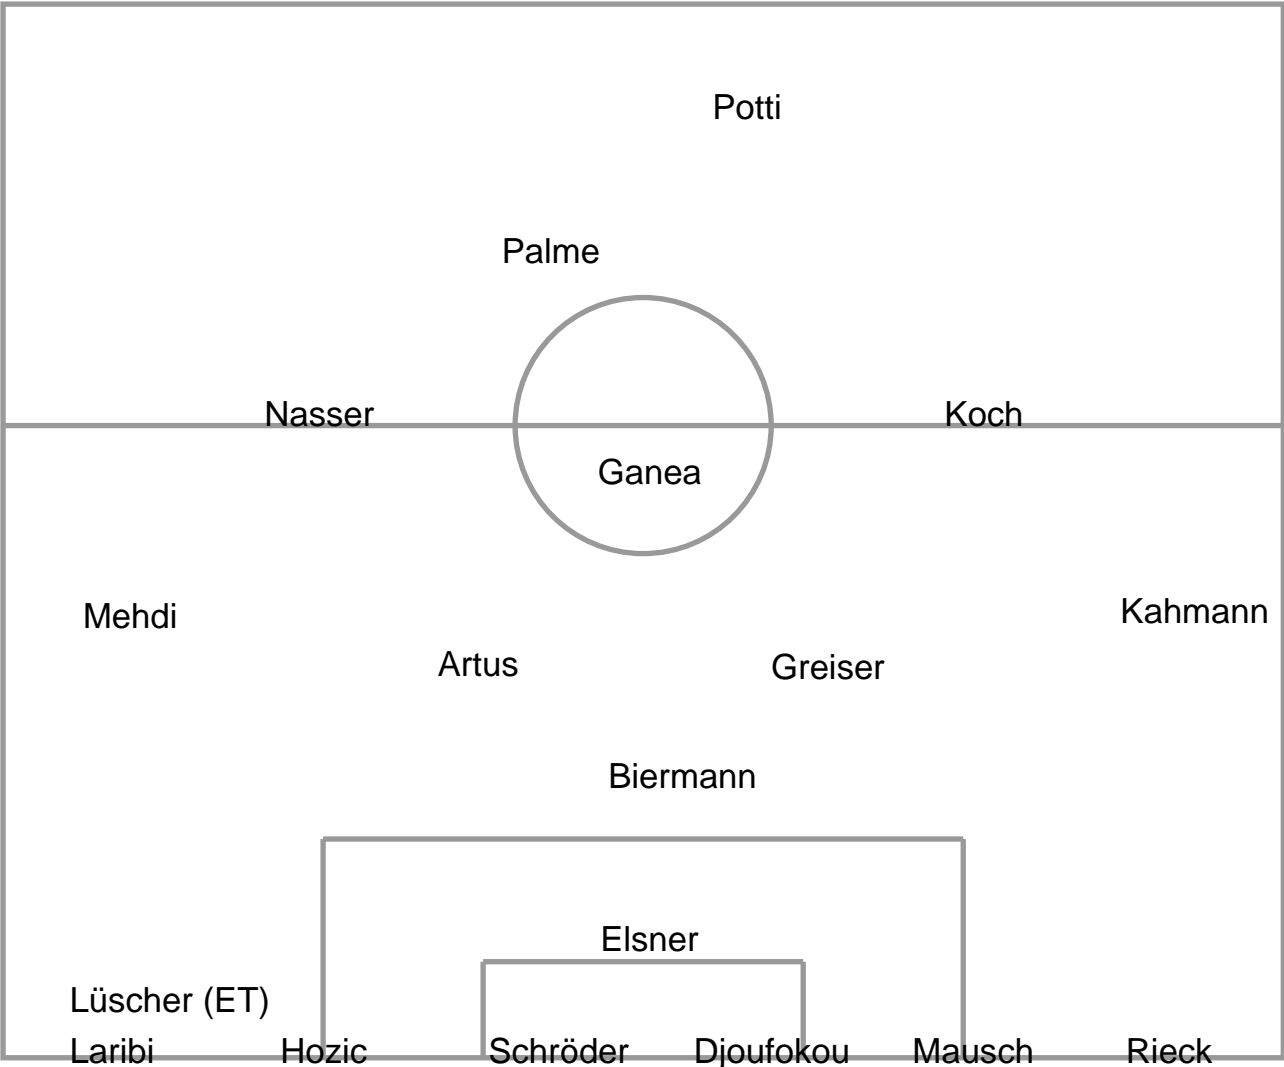 Potti
Palme
Nasser
Koch
Ganea
Mehdi
Kahmann
Artus
Greiser
Biermann
Elsner
Lüscher (ET)
Laribi Hozic Schröder Djoufokou Mausch Rieck